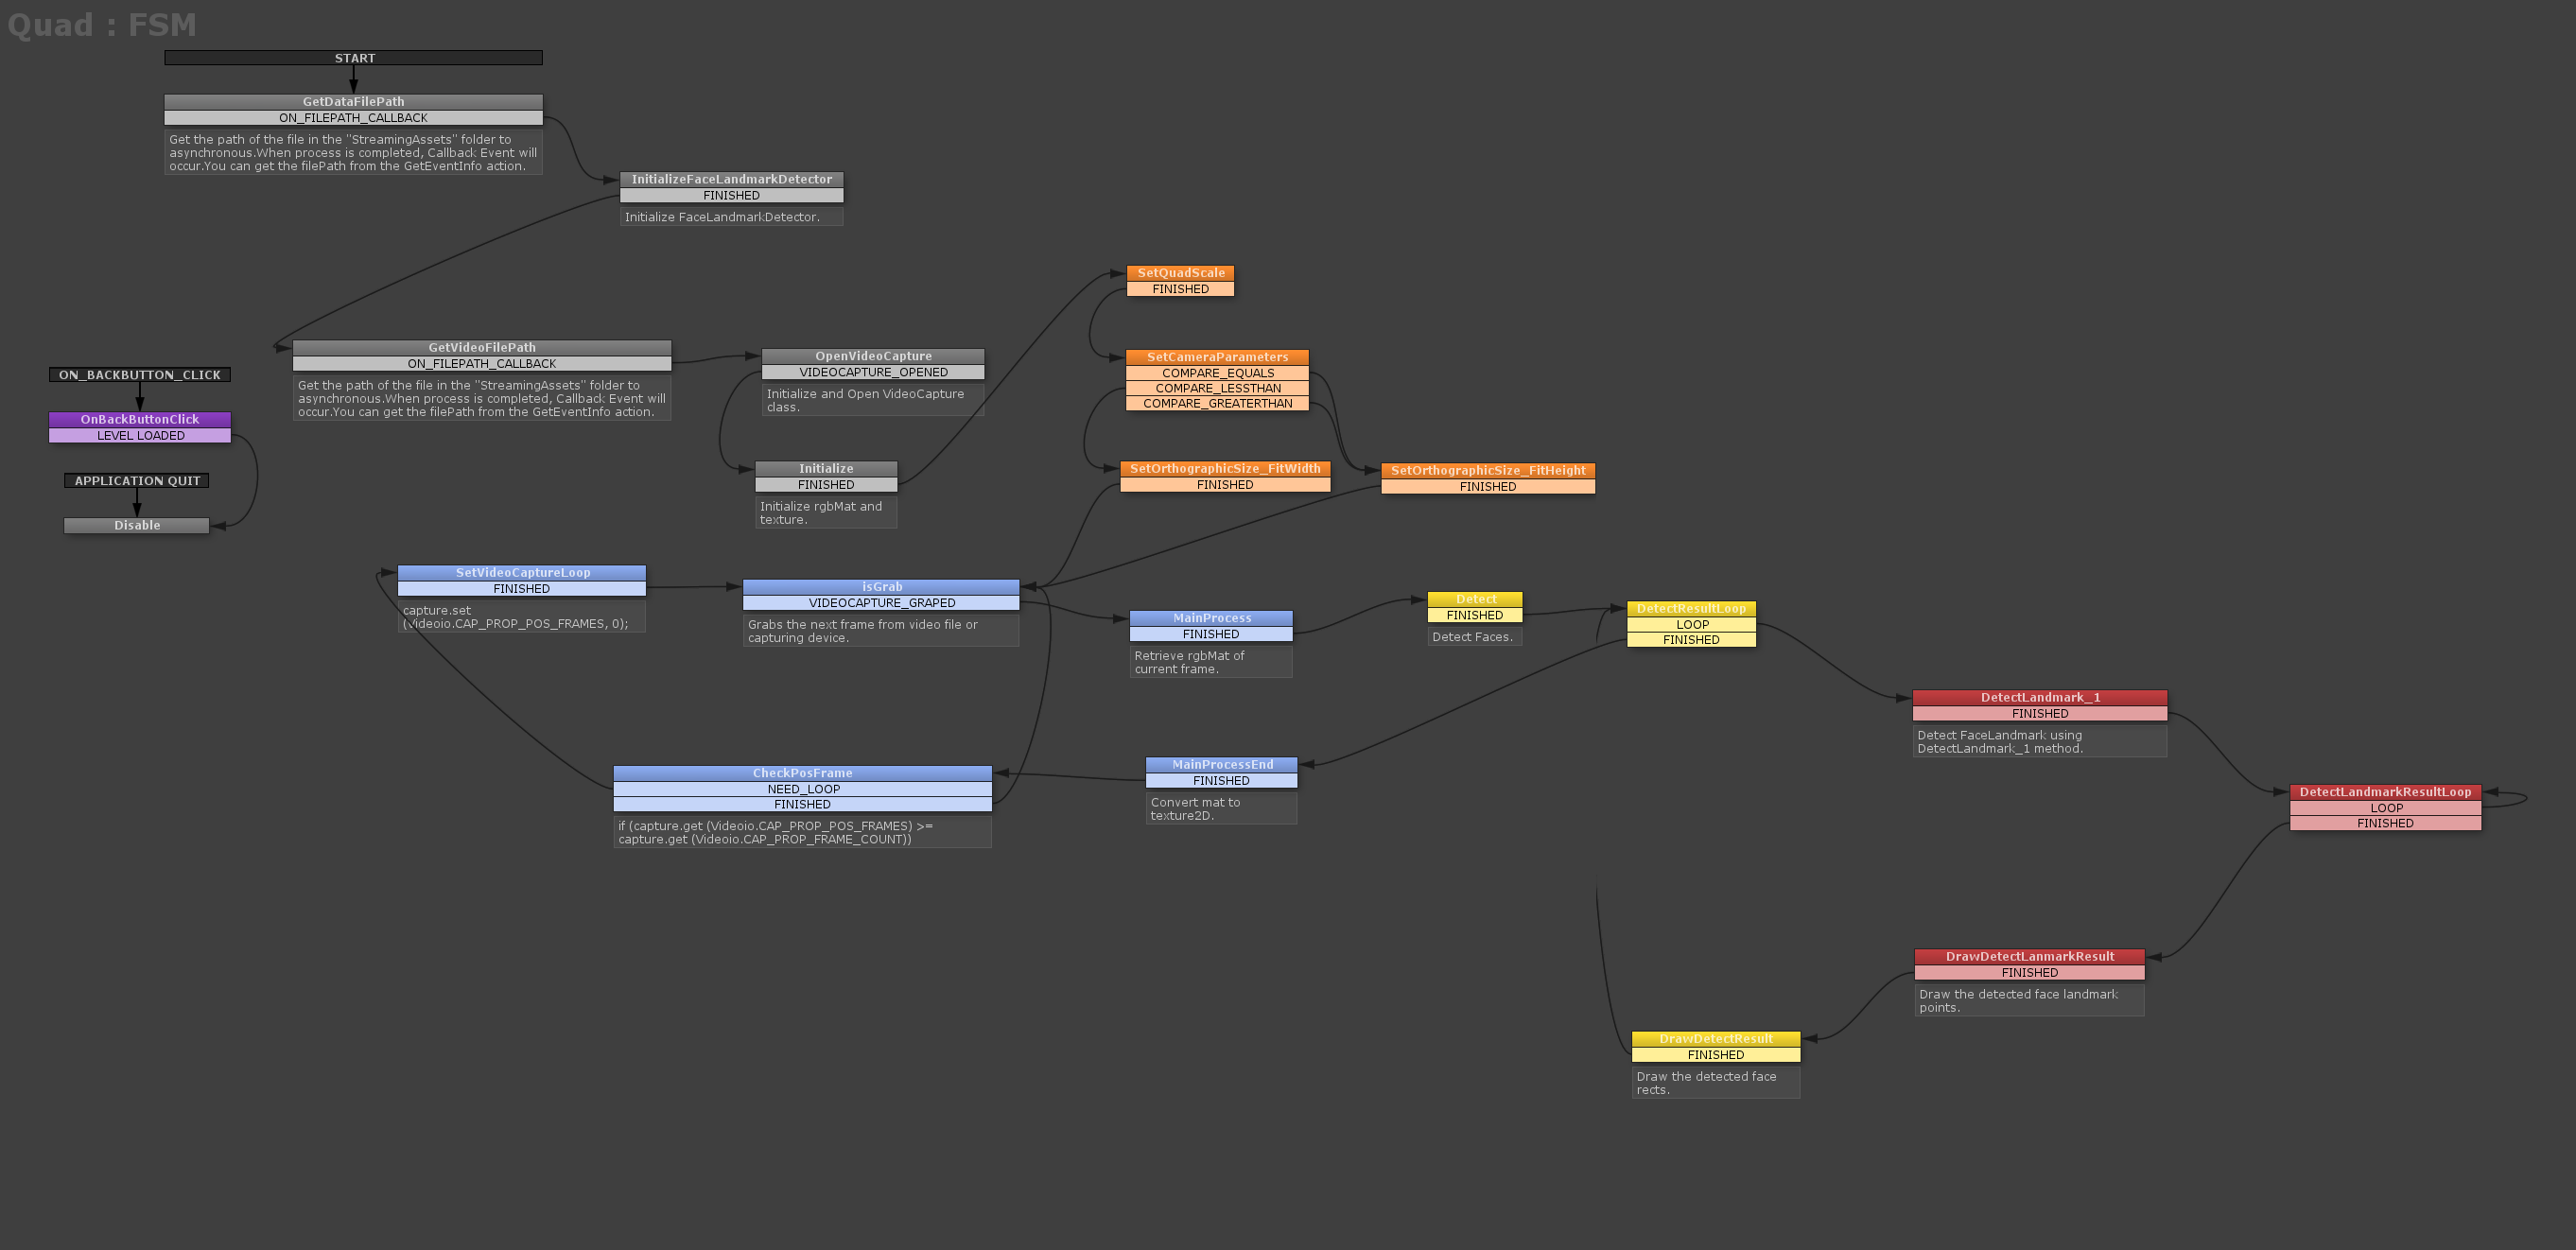 Quad : FSM
START
GetDataFilePath
ON_FILEPATH_CALLBACK
Get the path of the file in the "StreamingAssets" folder to
asynchronous.When process is completed, Callback Event will
occur.You can get the filePath from the GetEventInfo action.
InitializeFaceLandmarkDetector
FINISHED
Initialize FaceLandmarkDetector.
GetVideoFilePath
ON_FILEPATH_CALLBACK
Get the path of the file in the "StreamingAssets" folder to
asynchronous.When process is completed, Callback Event will
occur.You can get the filePath from the GetEventInfo action.
OpenVideoCapture
VIDEOCAPTURE_OPENED
Initialize and Open VideoCapture
class.
Initialize
FINISHED
Initialize rgbMat and
texture.
SetQuadScale
FINISHED
SetCameraParameters
COMPARE_EQUALS
COMPARE_LESSTHAN
COMPARE_GREATERTHAN
SetOrthographicSize_FitWidth
FINISHED
SetOrthographicSize_FitHeight
FINISHED
ON_BACKBUTTON_CLICK
OnBackButtonClick
LEVEL LOADED
APPLICATION QUIT
Disable
SetVideoCaptureLoop
FINISHED
capture.set
(Videoio.CAP_PROP_POS_FRAMES, 0);
isGrab
VIDEOCAPTURE_GRAPED
Grabs the next frame from video file or
capturing device.
MainProcess
FINISHED
Retrieve rgbMat of
current frame.
Detect
FINISHED
Detect Faces.
DetectResultLoop
LOOP
FINISHED
DetectLandmark_1
FINISHED
Detect FaceLandmark using
DetectLandmark_1 method.
CheckPosFrame
NEED_LOOP
FINISHED
if (capture.get (Videoio.CAP_PROP_POS_FRAMES) >=
capture.get (Videoio.CAP_PROP_FRAME_COUNT))
MainProcessEnd
FINISHED
Convert mat to
texture2D.
DetectLandmarkResultLoop
LOOP
FINISHED
DrawDetectLanmarkResult
FINISHED
Draw the detected face landmark
points.
DrawDetectResult
FINISHED
Draw the detected face
rects.